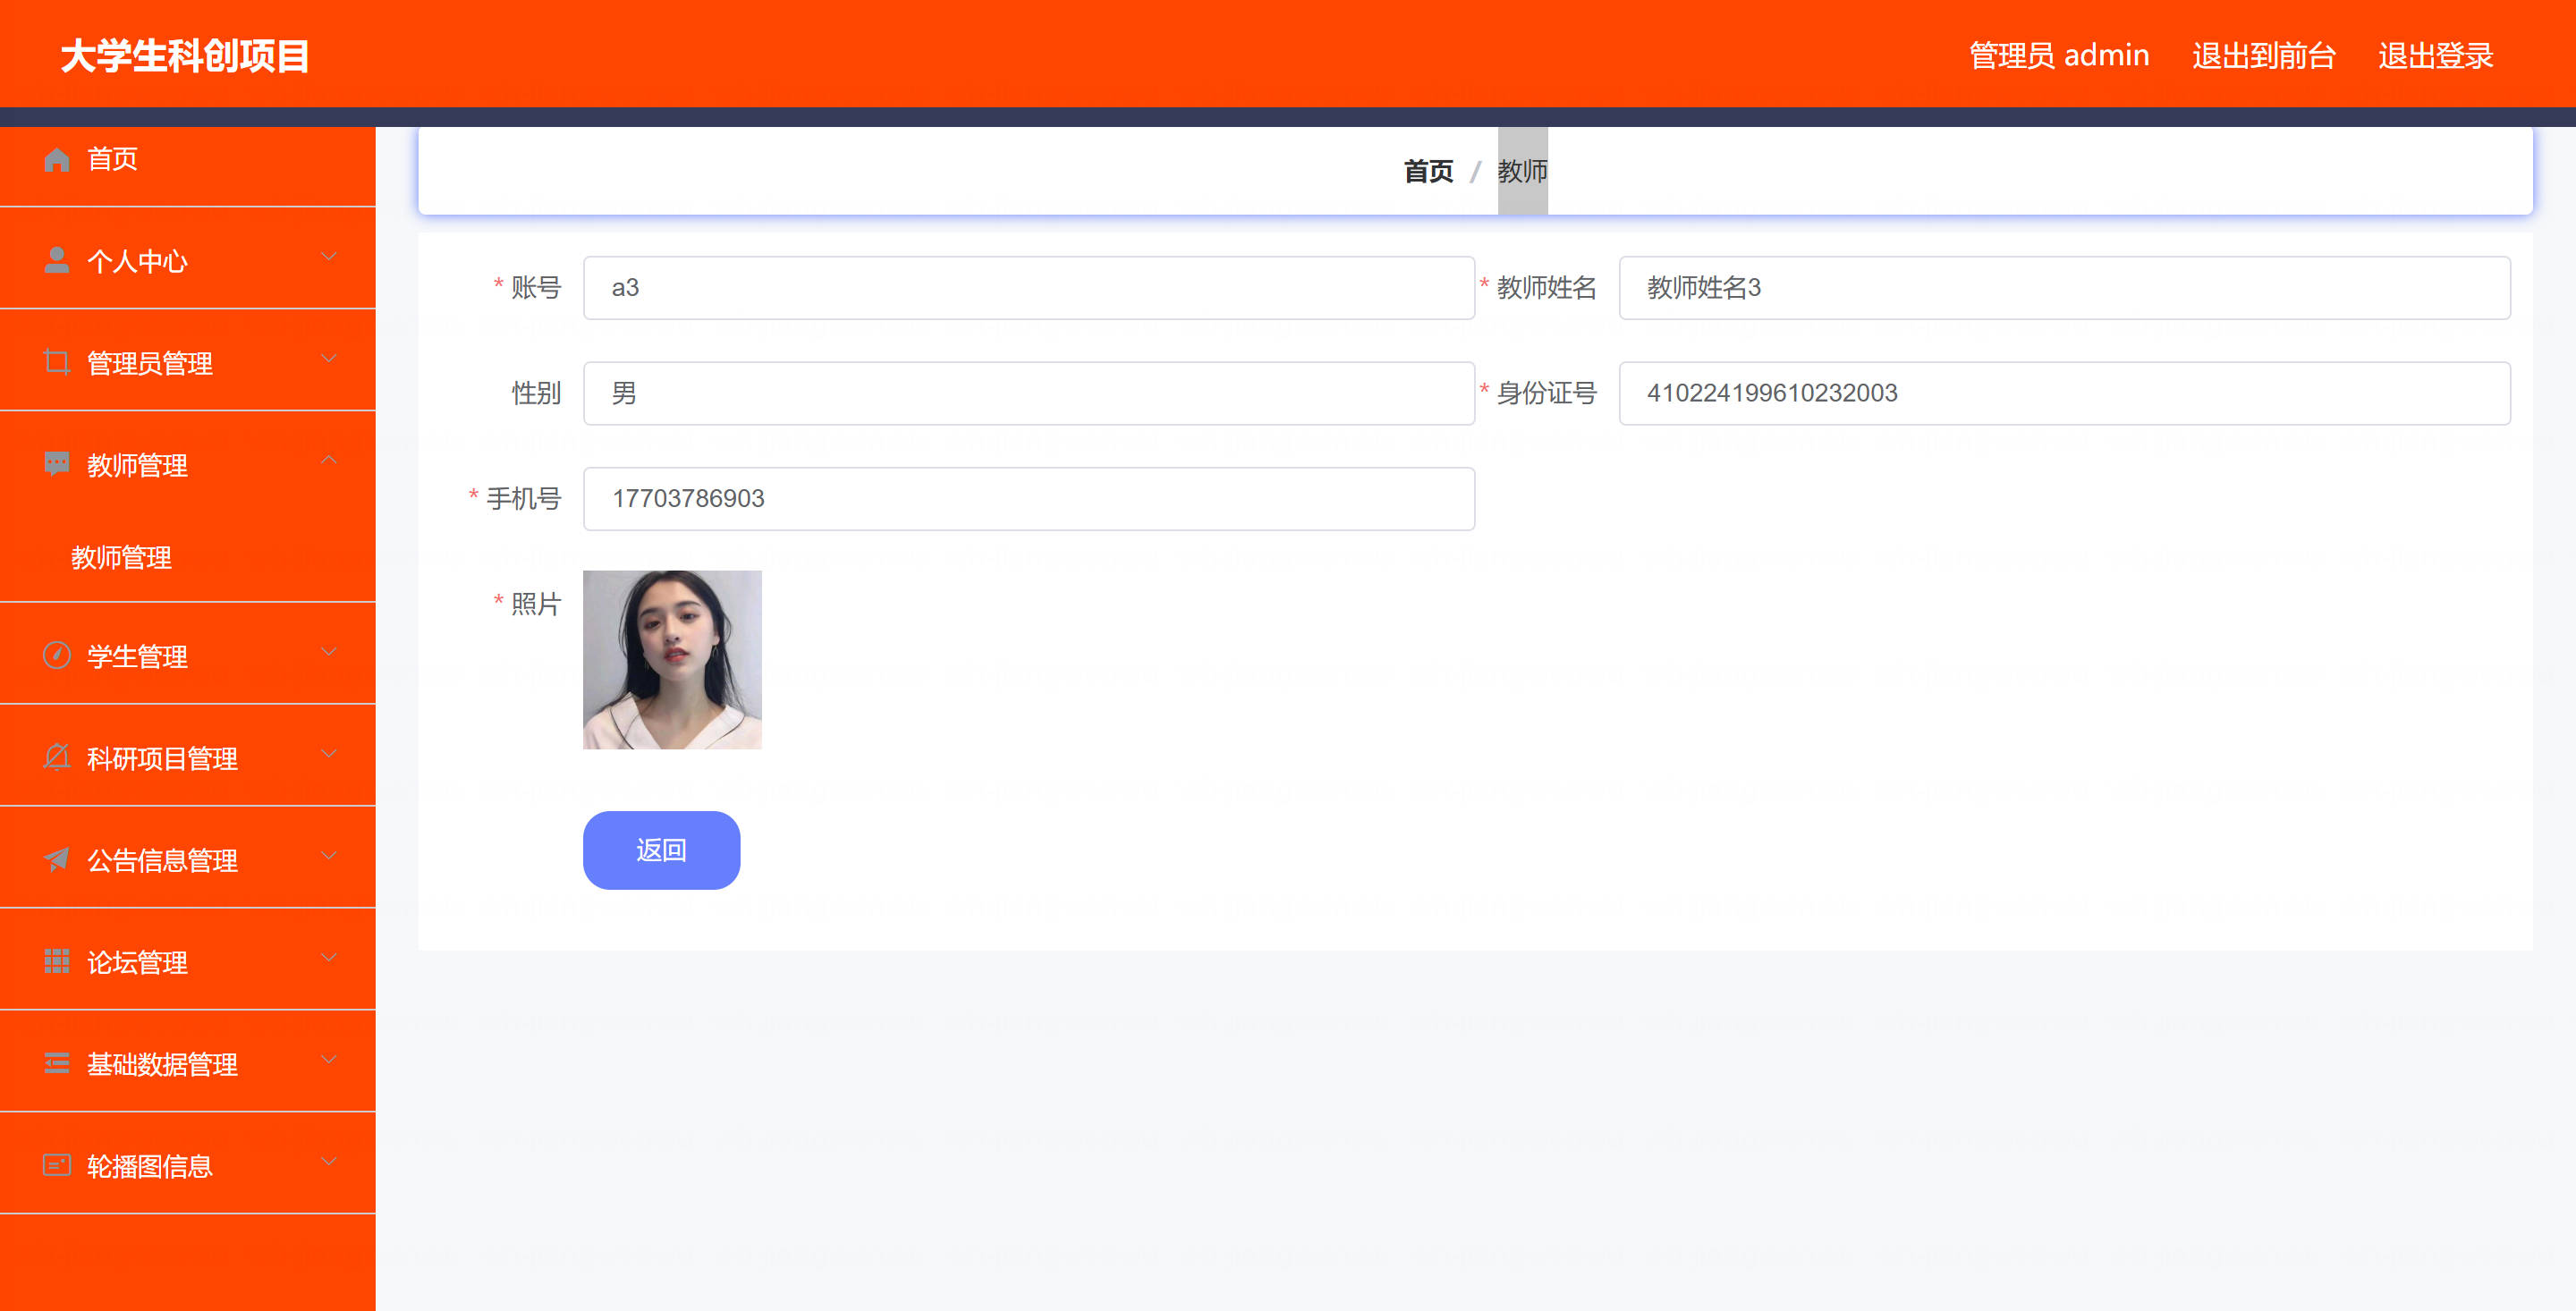 大学生科创项目
管理员 admin 退出到前台 退出登录
首页
个人中心
管理员管理
教师管理
教师管理
学生管理
科研项目管理
公告信息管理
论坛管理
基础数据管理
轮播图信息
首页 / 教师
* 账号 a3 * 教师姓名 教师姓名3
性别 男 * 身份证号 410224199610232003
* 手机号 17703786903
* 照片
返回